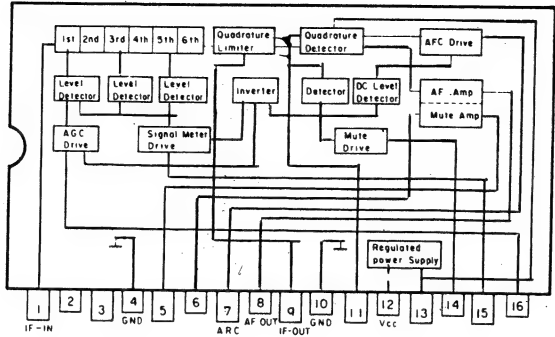 1st 2nd 3rd 4th 5th 6th
Quadrature Limiter
Quadrature Detector
AFC Drive
Level Detector
Level Detector
Level Detector
Inverter
Detector
DC Level Detector
AF .Amp
Mute Amp
AGC Drive
Signal Meter Drive
Mute Drive
Regulated power Supply
1 2 3 4 5 6 7 8 9 10 11 12 13 14 15 16
IF-IN
GND
ARC
AF OUT
IF-OUT
GND
Vcc